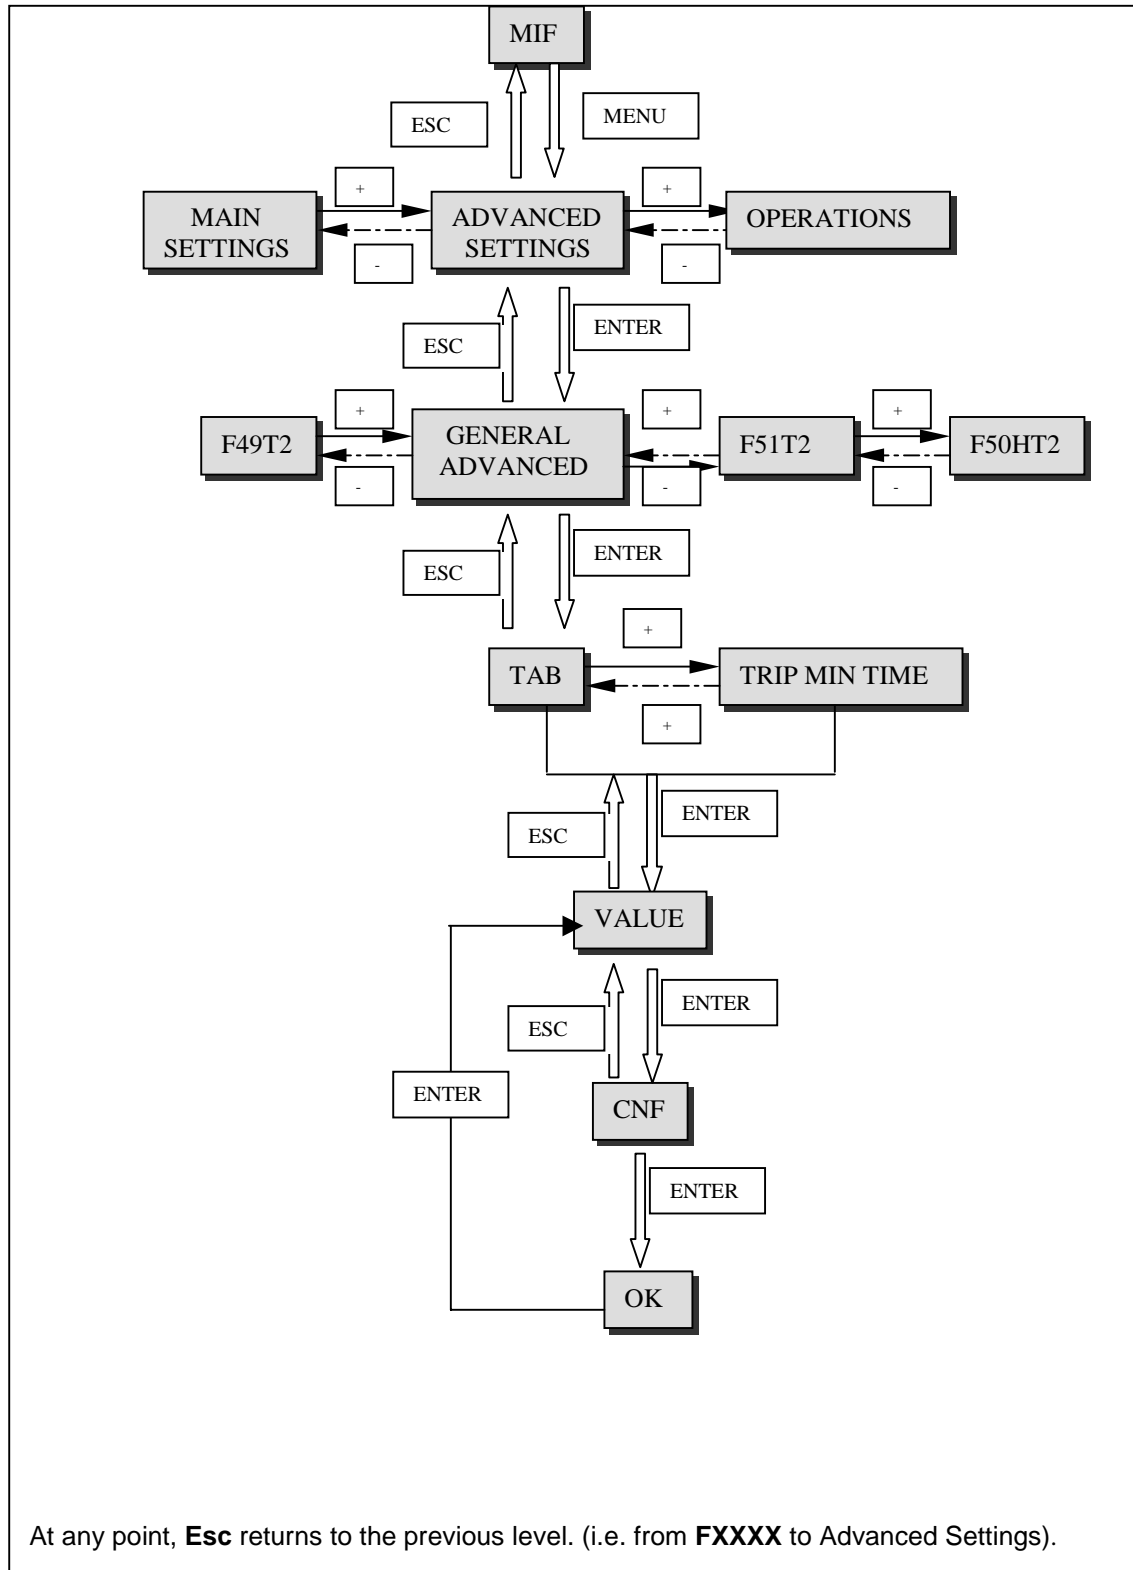 MIF
ESC
MENU
+
+
MAIN
SETTINGS
ADVANCED
SETTINGS
OPERATIONS
-
-
ESC
ENTER
+
+
+
F49T2
GENERAL
ADVANCED
F51T2
F50HT2
-
-
-
ESC
ENTER
+
TAB
TRIP MIN TIME
+
ESC
ENTER
VALUE
ESC
ENTER
ENTER
CNF
ENTER
OK
At any point, Esc returns to the previous level. (i.e. from FXXXX to Advanced Settings).